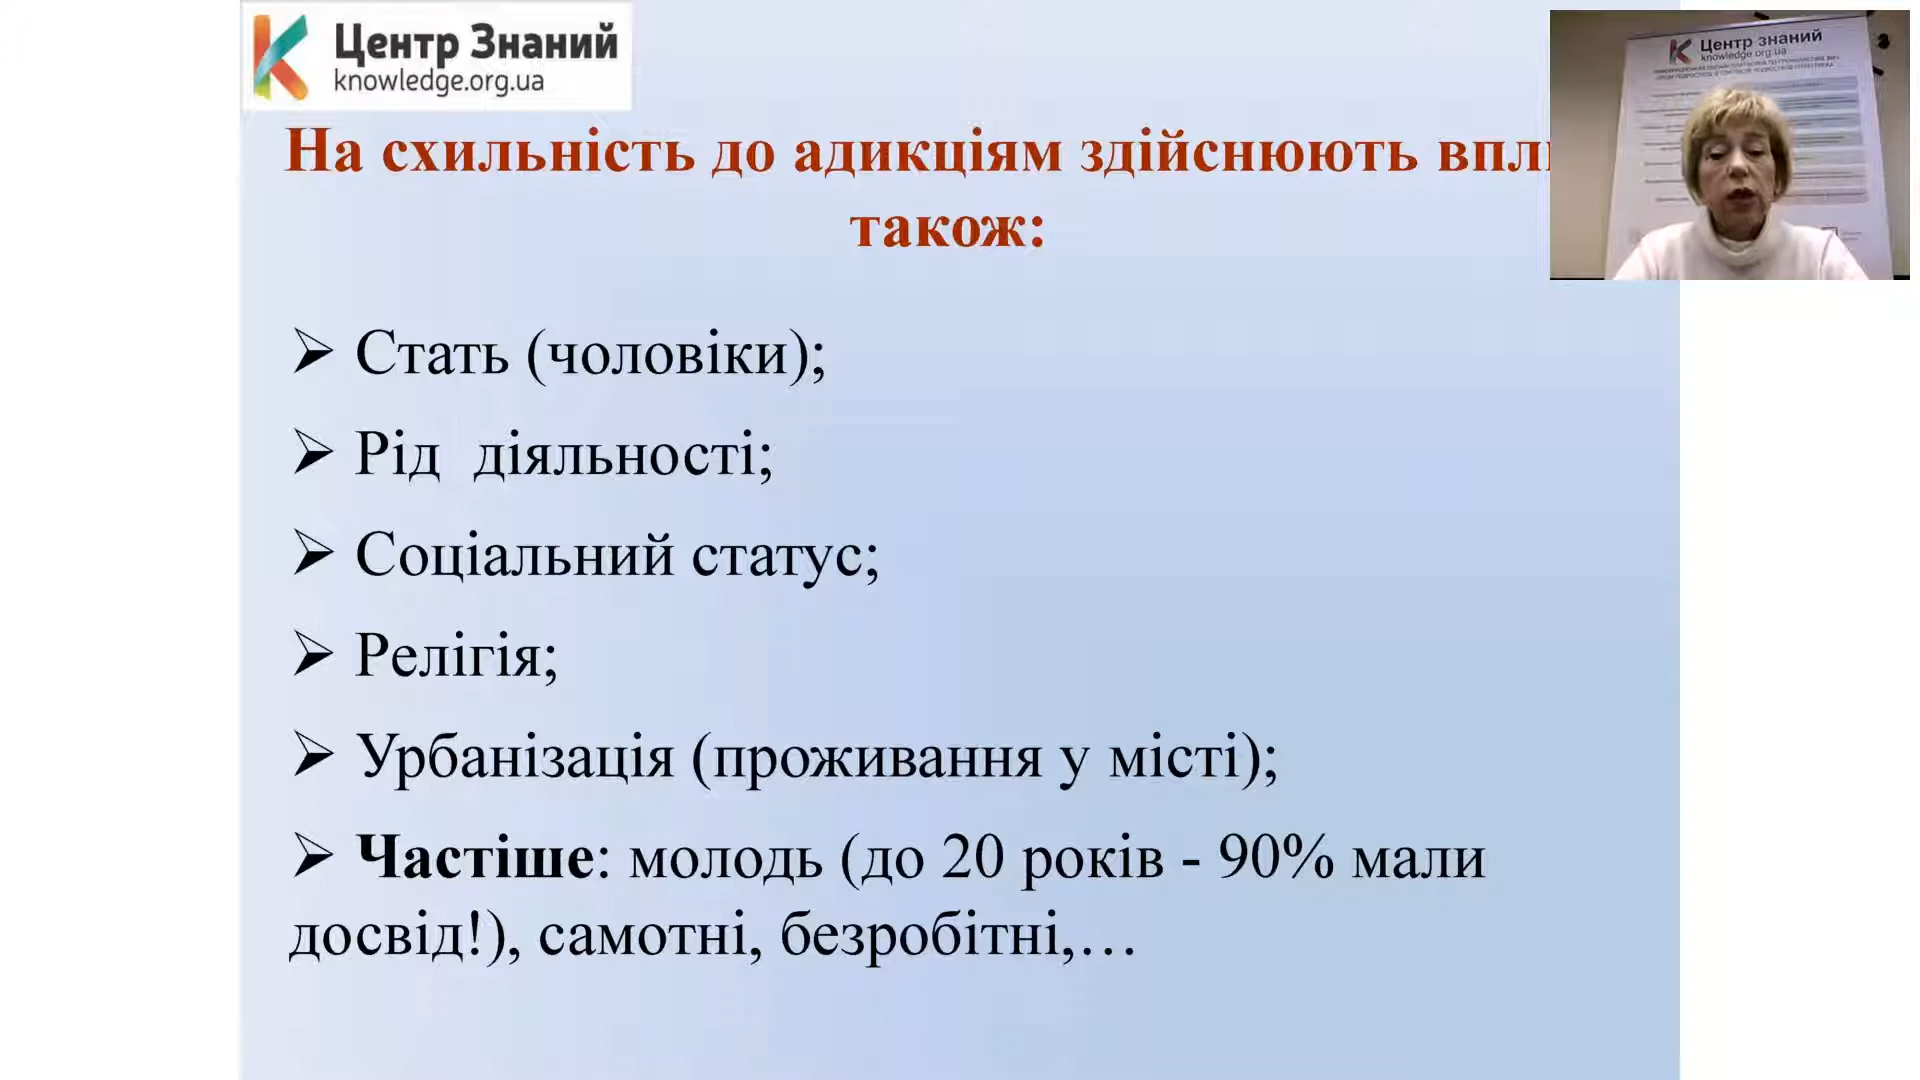 Центр Знаний
knowledge.org.ua
Центр знаний
knowledge.org.ua
На схильність до адикціям здійснюють
також:
➢ Стать (чоловіки);
➢ Рід діяльності;
➢ Соціальний статус;
➢ Релігія;
➢ Урбанізація (проживання у місті);
➢ Частіше: молодь (до 20 років - 90% мали
досвід!), самотні, безробітні,…